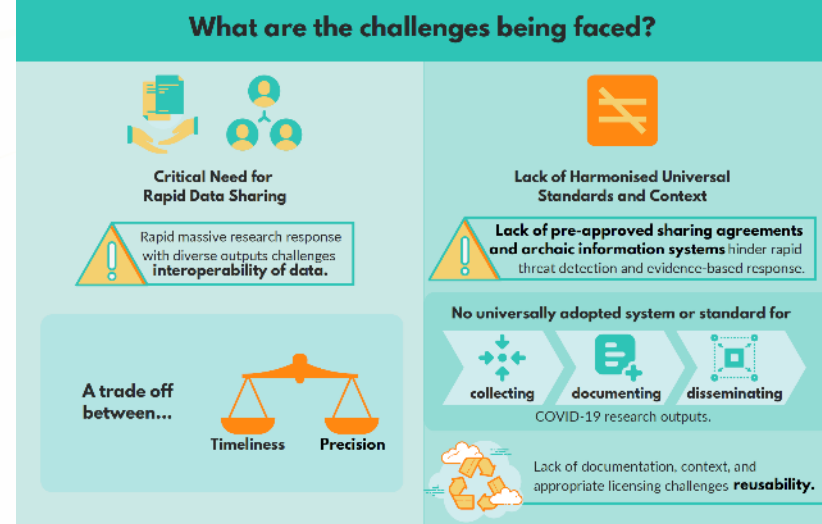 What are the challenges being faced?
Critical Need for
Rapid Data Sharing
Rapid massive research response
with diverse outputs challenges
interoperability of data.
A trade off
between...
Timeliness
Precision
Lack of Harmonised Universal
Standards and Context
Lack of pre-approved sharing agreements
and archaic information systems hinder rapid
threat detection and evidence-based response.
No universally adopted system or standard for
collecting
documenting
disseminating
COVID-19 research outputs.
Lack of documentation, context, and
appropriate licensing challenges reusability.